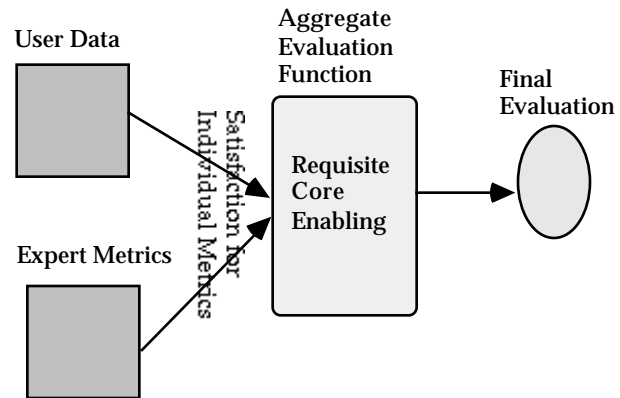 User Data
Aggregate
Evaluation
Function
Final
Evaluation
Satisfaction for
Individual Metrics
Requisite
Core
Enabling
Expert Metrics